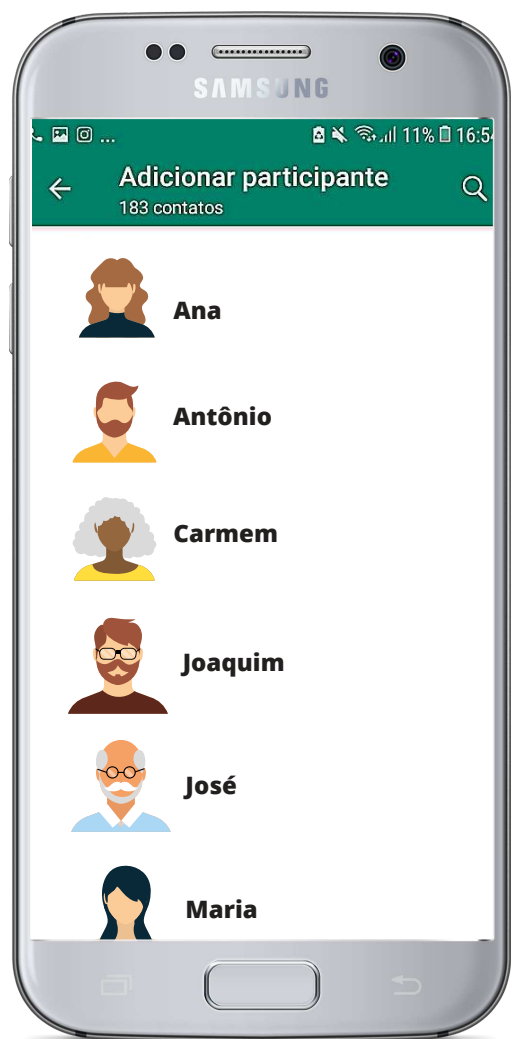 SAMSUNG
... 11% 16:54
Adicionar participante
183 contatos
Ana
Antônio
Carmem
Joaquim
José
Maria